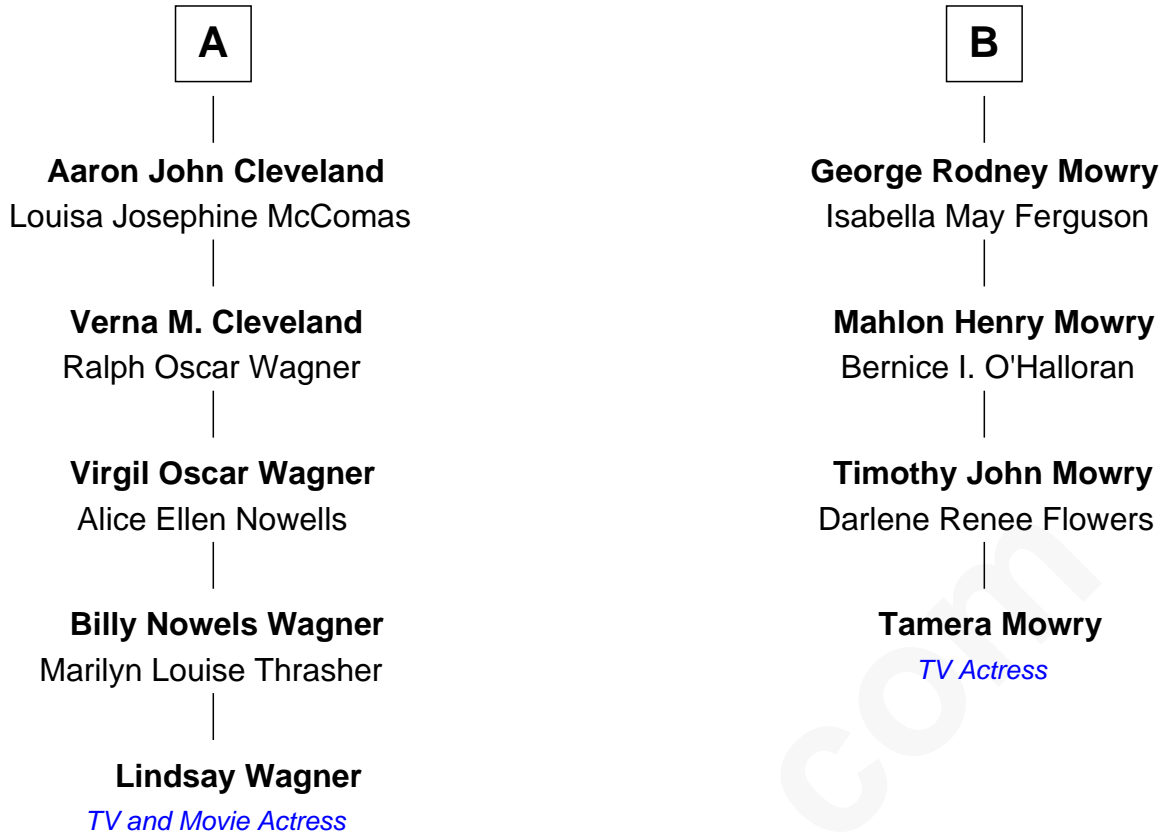 A
Aaron John Cleveland
Louisa Josephine McComas
Verna M. Cleveland
Ralph Oscar Wagner
Virgil Oscar Wagner
Alice Ellen Nowells
Billy Nowels Wagner
Marilyn Louise Thrasher
Lindsay Wagner
TV and Movie Actress
B
George Rodney Mowry
Isabella May Ferguson
Mahlon Henry Mowry
Bernice I. O'Halloran
Timothy John Mowry
Darlene Renee Flowers
Tamera Mowry
TV Actress
com